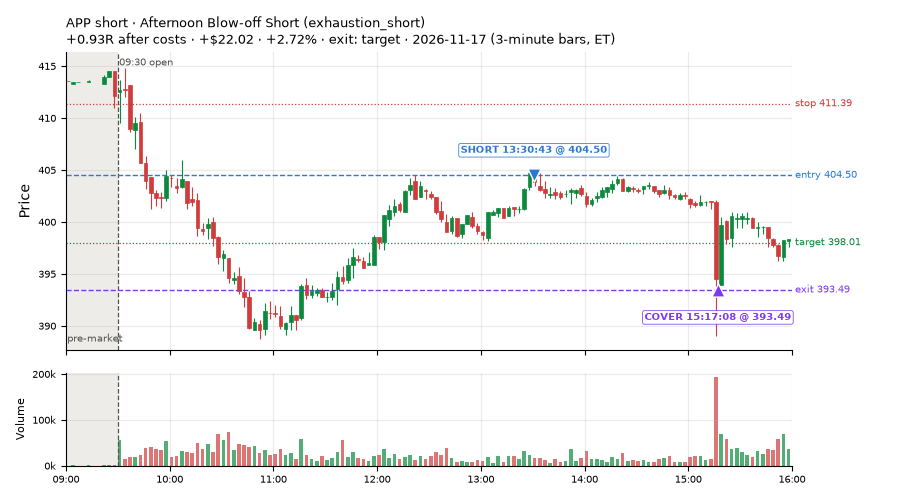 APP short · Afternoon Blow-off Short (exhaustion_short)
+0.93R after costs · +$22.02 · +2.72% · exit: target · 2026-11-17 (3-minute bars, ET)
09:30 open
415
stop 411.39
410
SHORT 13:30:43 @ 404.50
405
entry 404.50
Price
400
target 398.01
395
exit 393.49
COVER 15:17:08 @ 393.49
390
pre-market
200k
Volume
100k
0k
09:00 10:00 11:00 12:00 13:00 14:00 15:00 16:00